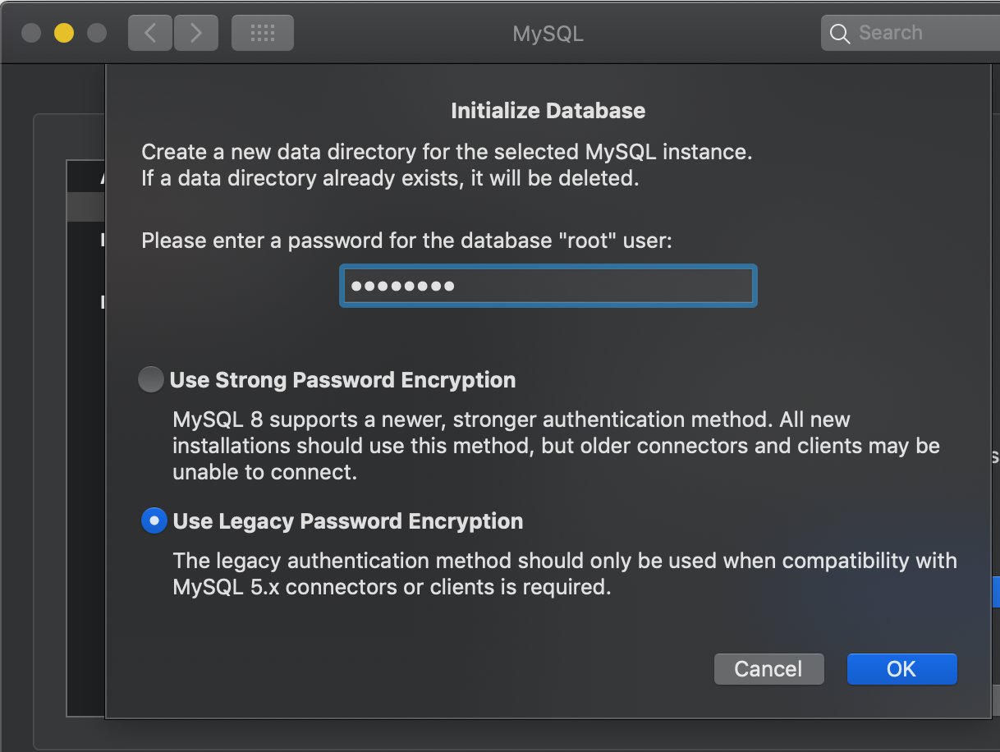 MySQL
Search
Initialize Database
Create a new data directory for the selected MySQL instance.
If a data directory already exists, it will be deleted.
Please enter a password for the database "root" user:
Use Strong Password Encryption
MySQL 8 supports a newer, stronger authentication method. All new
installations should use this method, but older connectors and clients may be
unable to connect.
Use Legacy Password Encryption
The legacy authentication method should only be used when compatibility with
MySQL 5.x connectors or clients is required.
Cancel
OK